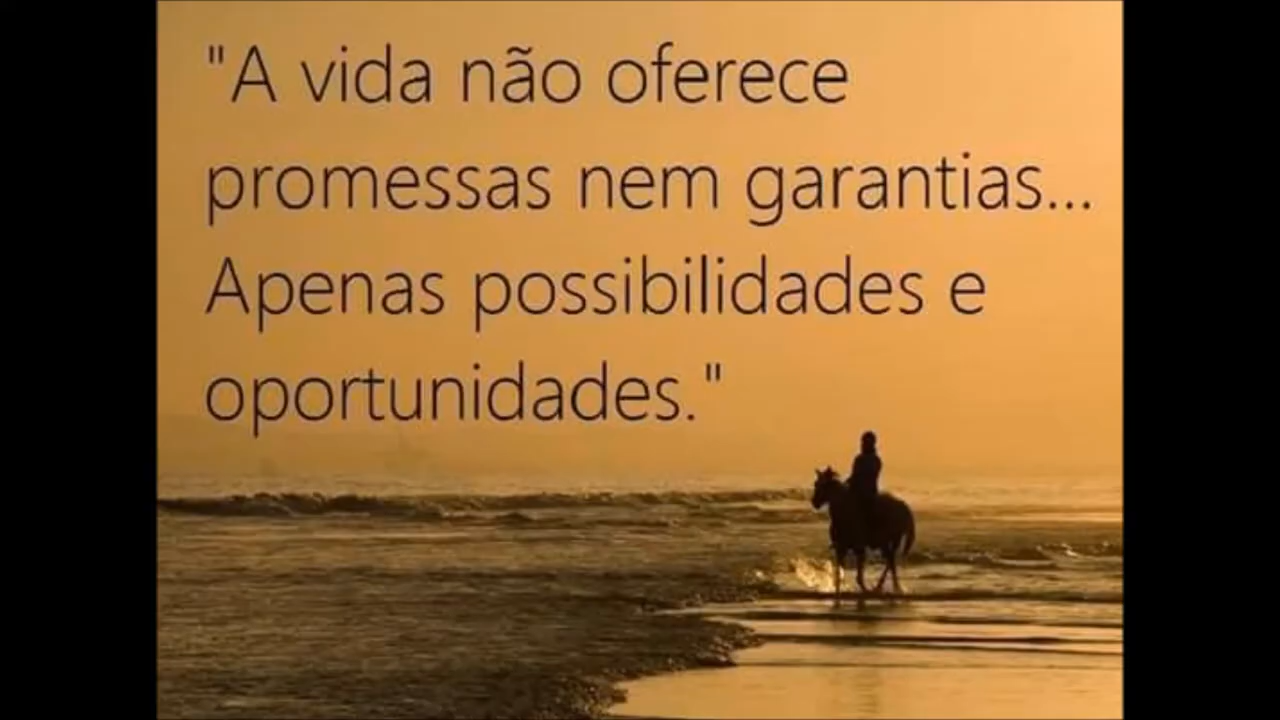 "A vida não oferece
promessas nem garantias...
Apenas possibilidades e
oportunidades."